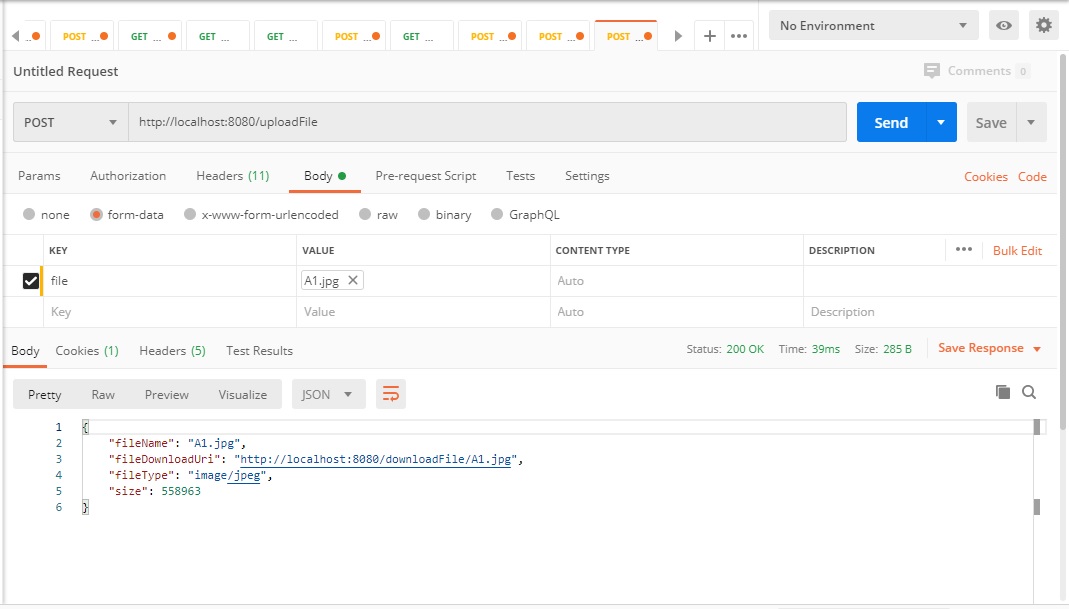 .. POST ... GET ... GET ... GET ... POST ... GET ... POST ... POST ... POST ... + ••• No Environment
Untitled Request Comments 0
POST http://localhost:8080/uploadFile Send Save
Params Authorization Headers (11) Body Pre-request Script Tests Settings Cookies Code
none form-data x-www-form-urlencoded raw binary GraphQL
KEY VALUE CONTENT TYPE DESCRIPTION ••• Bulk Edit
file A1.jpg ✕ Auto
Key Value Auto Description
Body Cookies (1) Headers (5) Test Results Status: 200 OK Time: 39ms Size: 285 B Save Response
Pretty Raw Preview Visualize JSON
1 {
2 "fileName": "A1.jpg",
3 "fileDownloadUri": "http://localhost:8080/downloadFile/A1.jpg",
4 "fileType": "image/jpeg",
5 "size": 558963
6 }